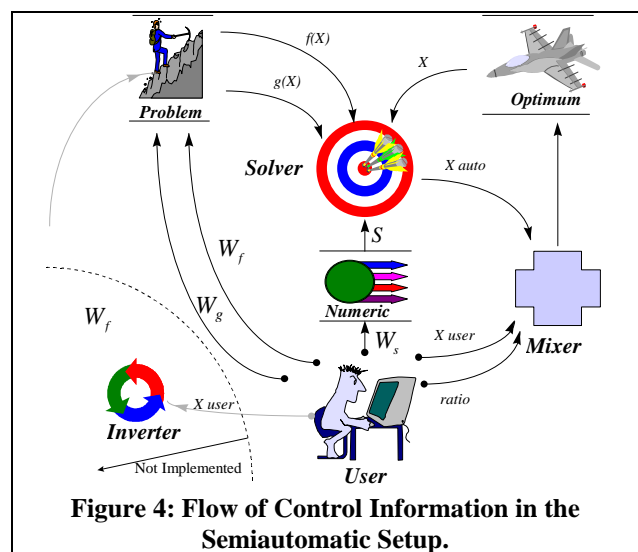 f(X)
g(X)
X
Problem
Optimum
Solver
X auto
S
W_f
W_g
Numeric
W_f
W_s
X user
Mixer
ratio
X user
Inverter
Not Implemented
User
Figure 4: Flow of Control Information in the
Semiautomatic Setup.